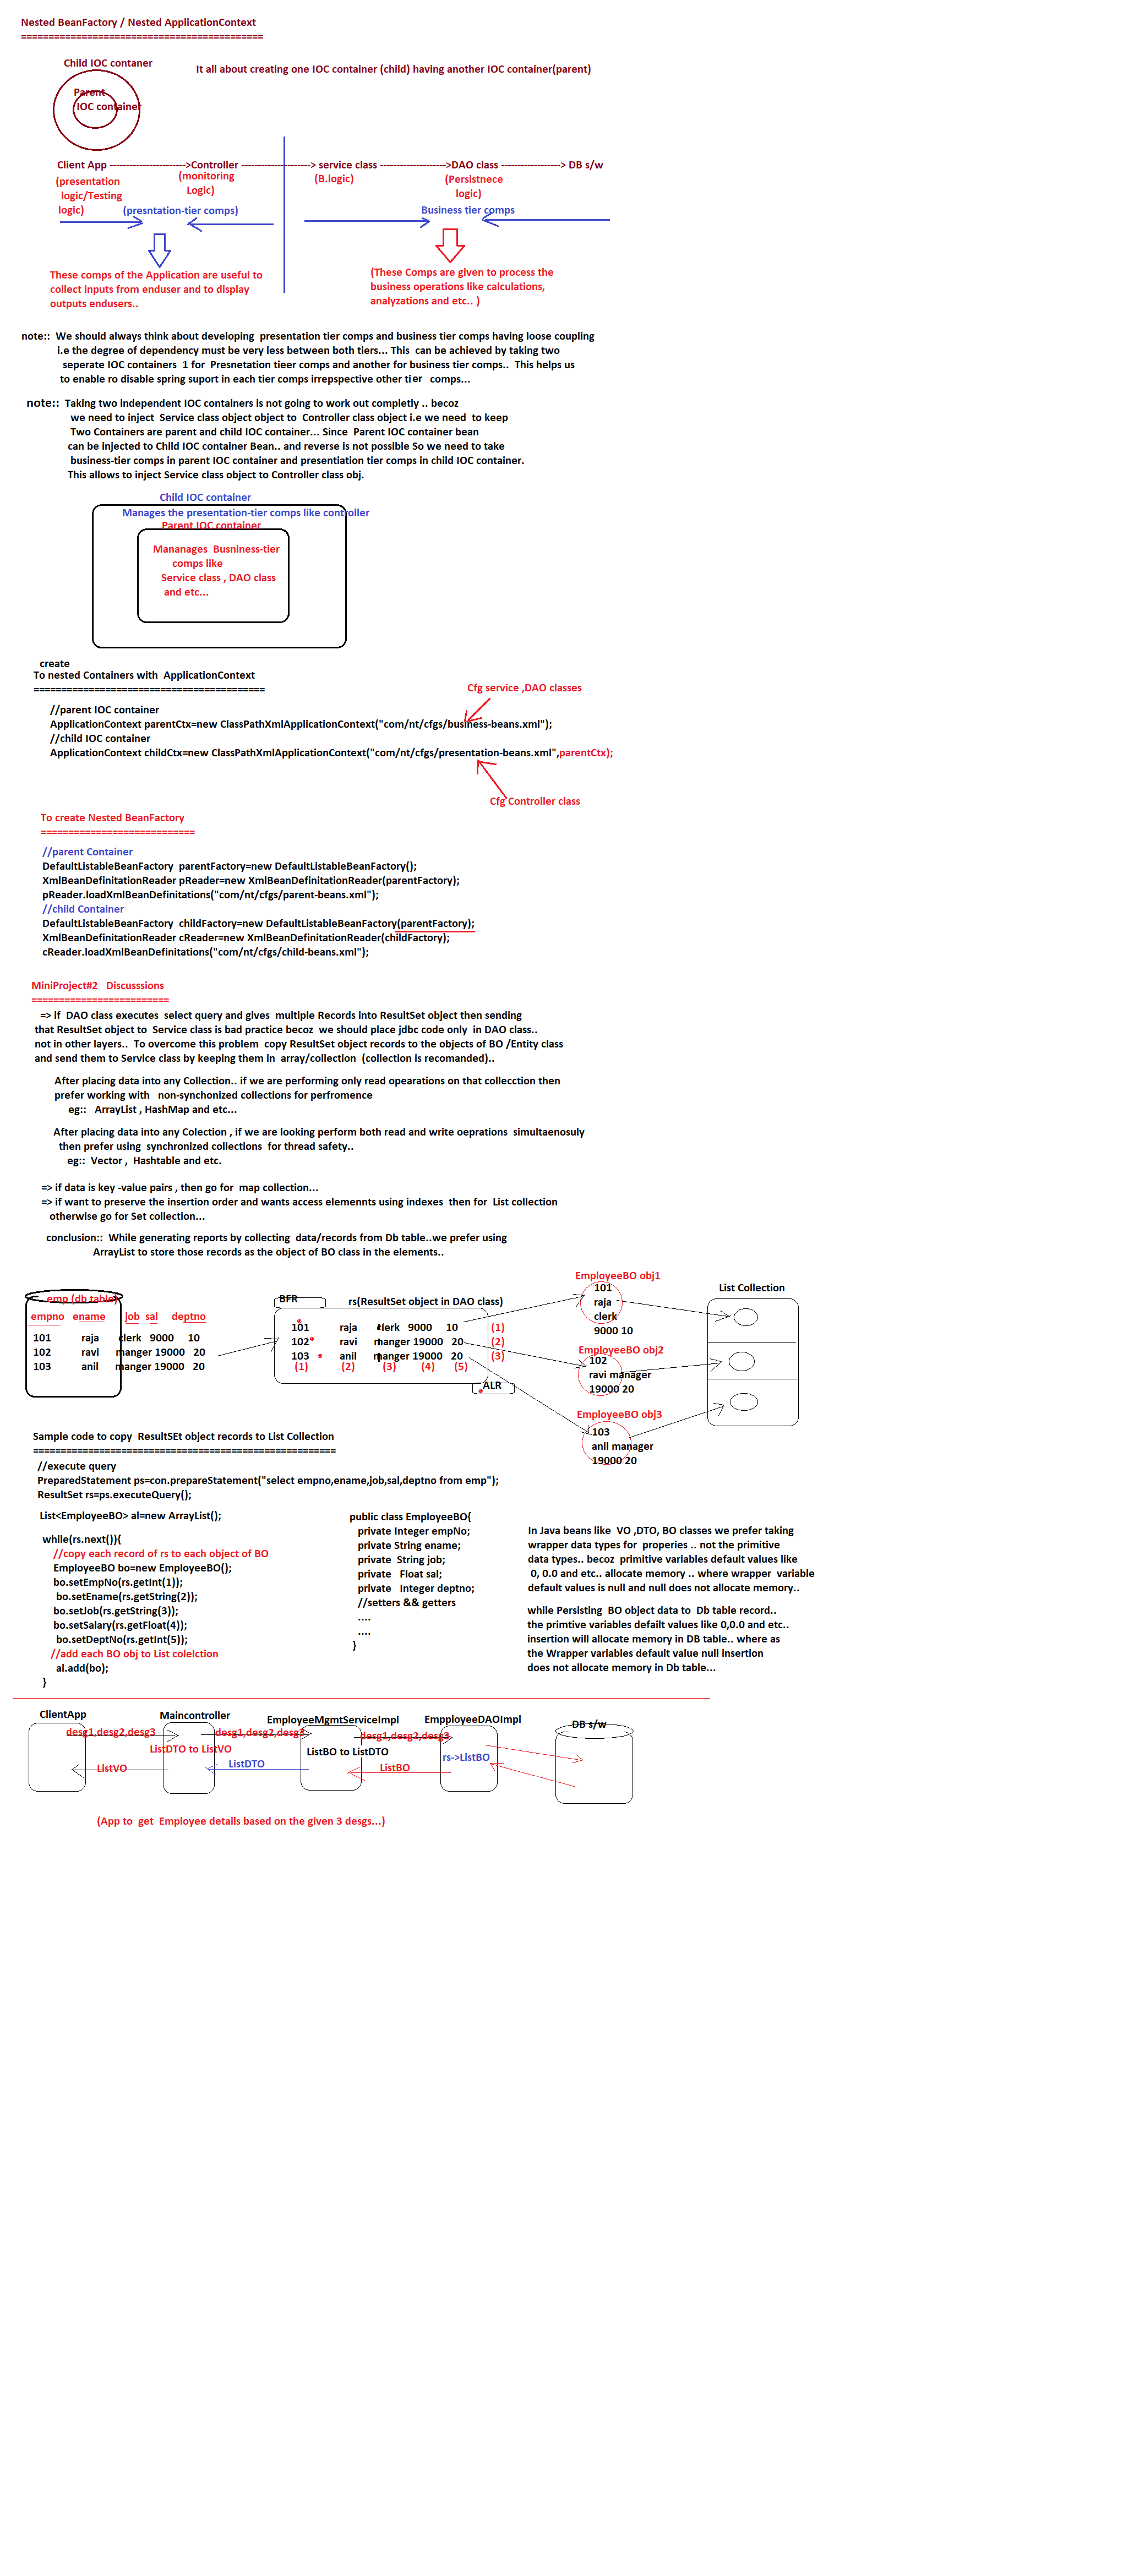 Nested BeanFactory / Nested ApplicationContext
============================================
Child IOC contaner
It all about creating one IOC container (child) having another IOC container(parent)
Parent
IOC container
Client App ----------------------->Controller ---------------------> service class -------------------->DAO class ------------------> DB s/w
(presentation
logic/Testing
logic)
(monitoring
Logic)
(B.logic)
(Persistnece
logic)
(presntation-tier comps)
Business tier comps
These comps of the Application are useful to
collect inputs from enduser and to display
outputs endusers..
(These Comps are given to process the
business operations like calculations,
analyzations and etc.. )
note:: We should always think about developing presentation tier comps and business tier comps having loose coupling
i.e the degree of dependency must be very less between both tiers... This can be achieved by taking two
seperate IOC containers 1 for Presnetation tieer comps and another for business tier comps.. This helps us
to enable ro disable spring suport in each tier comps irrepspective other tier comps...
note:: Taking two independent IOC containers is not going to work out completly .. becoz
we need to inject Service class object object to Controller class object i.e we need to keep
Two Containers are parent and child IOC container... Since Parent IOC container bean
can be injected to Child IOC container Bean.. and reverse is not possible So we need to take
business-tier comps in parent IOC container and presentiation tier comps in child IOC container.
This allows to inject Service class object to Controller class obj.
Child IOC container
Manages the presentation-tier comps like controller
Parent IOC container
Mananages Busniness-tier
comps like
Service class , DAO class
and etc...
create
To nested Containers with ApplicationContext
==========================================
Cfg service ,DAO classes
//parent IOC container
ApplicationContext parentCtx=new ClassPathXmlApplicationContext("com/nt/cfgs/business-beans.xml");
//child IOC container
ApplicationContext childCtx=new ClassPathXmlApplicationContext("com/nt/cfgs/presentation-beans.xml",parentCtx);
Cfg Controller class
To create Nested BeanFactory
============================
//parent Container
DefaultListableBeanFactory parentFactory=new DefaultListableBeanFactory();
XmlBeanDefinitationReader pReader=new XmlBeanDefinitationReader(parentFactory);
pReader.loadXmlBeanDefinitations("com/nt/cfgs/parent-beans.xml");
//child Container
DefaultListableBeanFactory childFactory=new DefaultListableBeanFactory(parentFactory);
XmlBeanDefinitationReader cReader=new XmlBeanDefinitationReader(childFactory);
cReader.loadXmlBeanDefinitations("com/nt/cfgs/child-beans.xml");
MiniProject#2 Discusssions
=========================
=> if DAO class executes select query and gives multiple Records into ResultSet object then sending
that ResultSet object to Service class is bad practice becoz we should place jdbc code only in DAO class..
not in other layers.. To overcome this problem copy ResultSet object records to the objects of BO /Entity class
and send them to Service class by keeping them in array/collection (collection is recomanded)..
After placing data into any Collection.. if we are performing only read opearations on that collecction then
prefer working with non-synchonized collections for perfromence
eg:: ArrayList , HashMap and etc...
After placing data into any Colection , if we are looking perform both read and write oeprations simultaenosuly
then prefer using synchronized collections for thread safety..
eg:: Vector , Hashtable and etc.
=> if data is key -value pairs , then go for map collection...
=> if want to preserve the insertion order and wants access elemennts using indexes then for List collection
otherwise go for Set collection...
conclusion:: While generating reports by collecting data/records from Db table..we prefer using
ArrayList to store those records as the object of BO class in the elements..
emp (db table)
empno ename job sal deptno
101 raja clerk 9000 10
102 ravi manger 19000 20
103 anil manger 19000 20
BFR
rs(ResultSet object in DAO class)
101 raja clerk 9000 10 (1)
102 ravi manger 19000 20 (2)
103 anil manger 19000 20 (3)
(1) (2) (3) (4) (5)
ALR
EmployeeBO obj1
101
raja
clerk
9000 10
EmployeeBO obj2
102
ravi manager
19000 20
EmployeeBO obj3
103
anil manager
19000 20
List Collection
Sample code to copy ResultSEt object records to List Collection
=======================================================
//execute query
PreparedStatement ps=con.prepareStatement("select empno,ename,job,sal,deptno from emp");
ResultSet rs=ps.executeQuery();
List<EmployeeBO> al=new ArrayList();
while(rs.next()){
//copy each record of rs to each object of BO
EmployeeBO bo=new EmployeeBO();
bo.setEmpNo(rs.getInt(1));
bo.setEname(rs.getString(2));
bo.setJob(rs.getString(3));
bo.setSalary(rs.getFloat(4));
bo.setDeptNo(rs.getInt(5));
//add each BO obj to List colelction
al.add(bo);
}
public class EmployeeBO{
private Integer empNo;
private String ename;
private String job;
private Float sal;
private Integer deptno;
//setters && getters
....
....
}
In Java beans like VO ,DTO, BO classes we prefer taking
wrapper data types for properies .. not the primitive
data types.. becoz primitive variables default values like
0, 0.0 and etc.. allocate memory .. where wrapper variable
default values is null and null does not allocate memory..
while Persisting BO object data to Db table record..
the primtive variables defailt values like 0,0.0 and etc..
insertion will allocate memory in DB table.. where as
the Wrapper variables default value null insertion
does not allocate memory in Db table...
ClientApp
Maincontroller
EmployeeMgmtServiceImpl
EmpployeeDAOImpl
DB s/w
desg1,desg2,desg3
desg1,desg2,desg3
desg1,desg2,desg3
ListDTO to ListVO
ListBO to ListDTO
rs->ListBO
ListVO
ListDTO
ListBO
(App to get Employee details based on the given 3 desgs...)